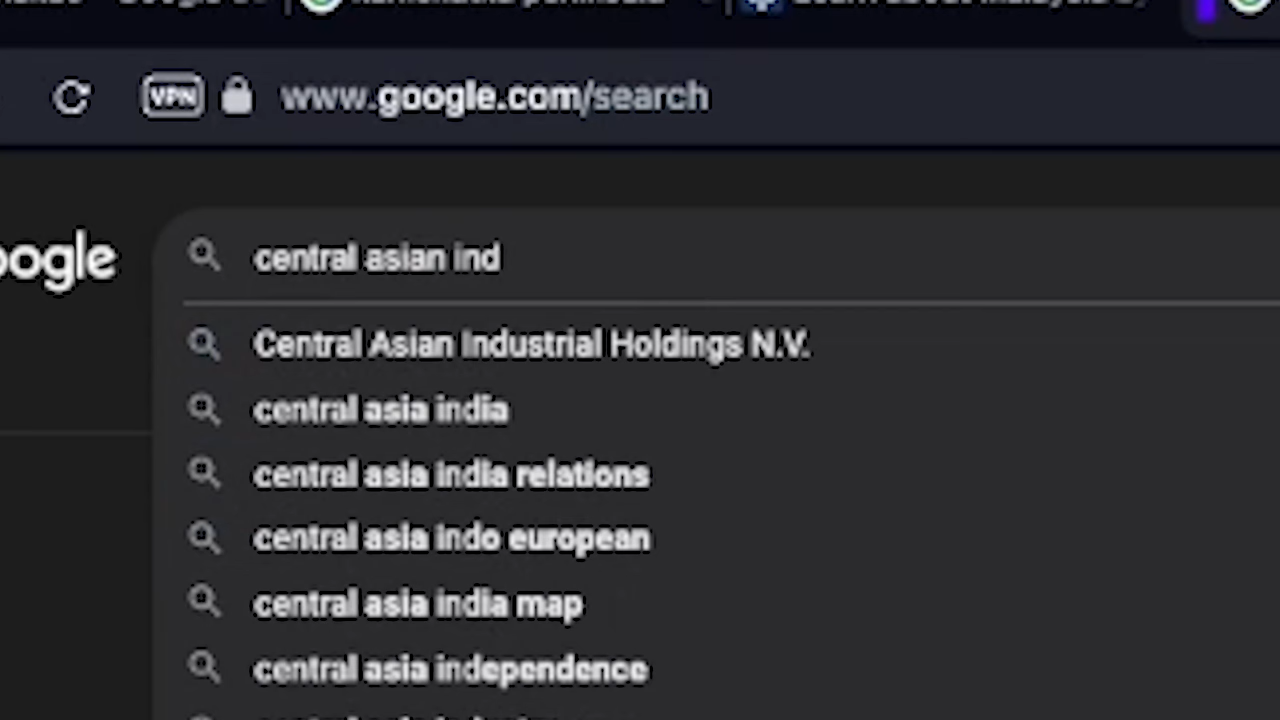 VPN www.google.com/search
central asian ind
Central Asian Industrial Holdings N.V.
central asia india
central asia india relations
central asia indo european
central asia india map
central asia independence